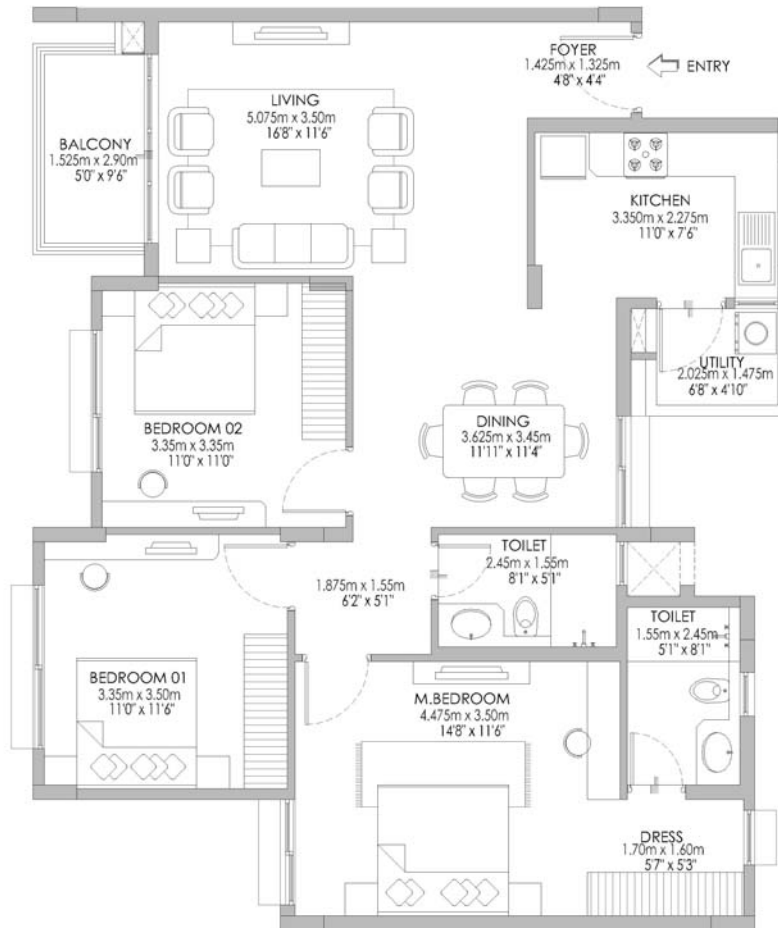 FOYER
1.425m x 1.325m
4'8" x 4'4"
ENTRY
LIVING
5.075m x 3.50m
16'8" x 11'6"
BALCONY
1.525m x 2.90m
5'0" x 9'6"
KITCHEN
3.350m x 2.275m
11'0" x 7'6"
UTILITY
2.025m x 1.475m
6'8" x 4'10"
DINING
3.625m x 3.45m
11'11" x 11'4"
BEDROOM 02
3.35m x 3.35m
11'0" x 11'0"
TOILET
2.45m x 1.55m
8'1" x 5'1"
1.875m x 1.55m
6'2" x 5'1"
TOILET
1.55m x 2.45m
5'1" x 8'1"
BEDROOM 01
3.35m x 3.50m
11'0" x 11'6"
M.BEDROOM
4.475m x 3.50m
14'8" x 11'6"
DRESS
1.70m x 1.60m
5'7" x 5'3"